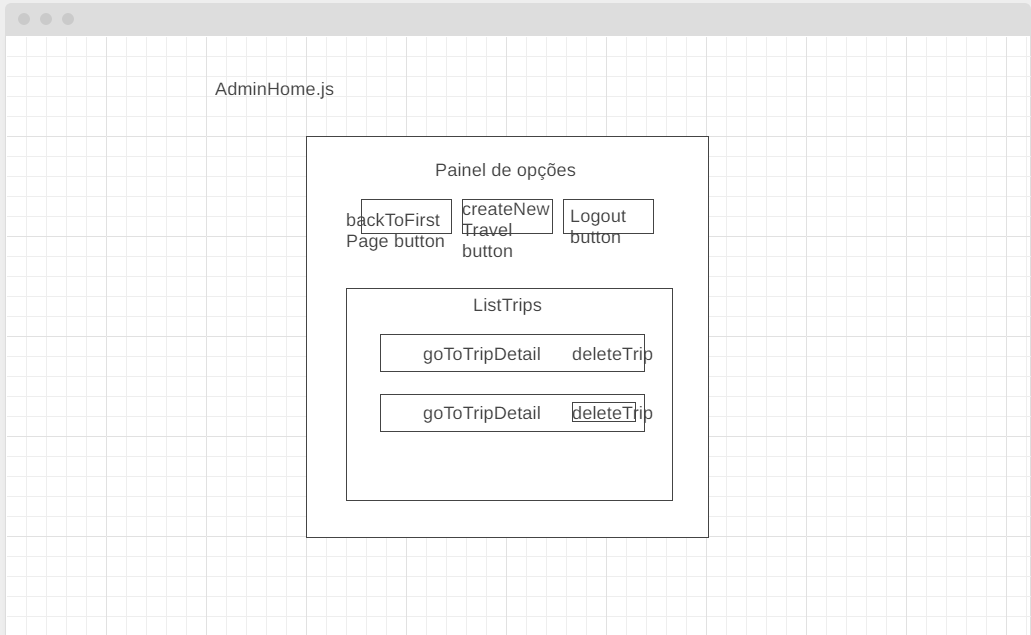 AdminHome.js
Painel de opções
backToFirst
Page button
createNew
Travel
button
Logout
button
ListTrips
goToTripDetail deleteTrip
goToTripDetail deleteTrip